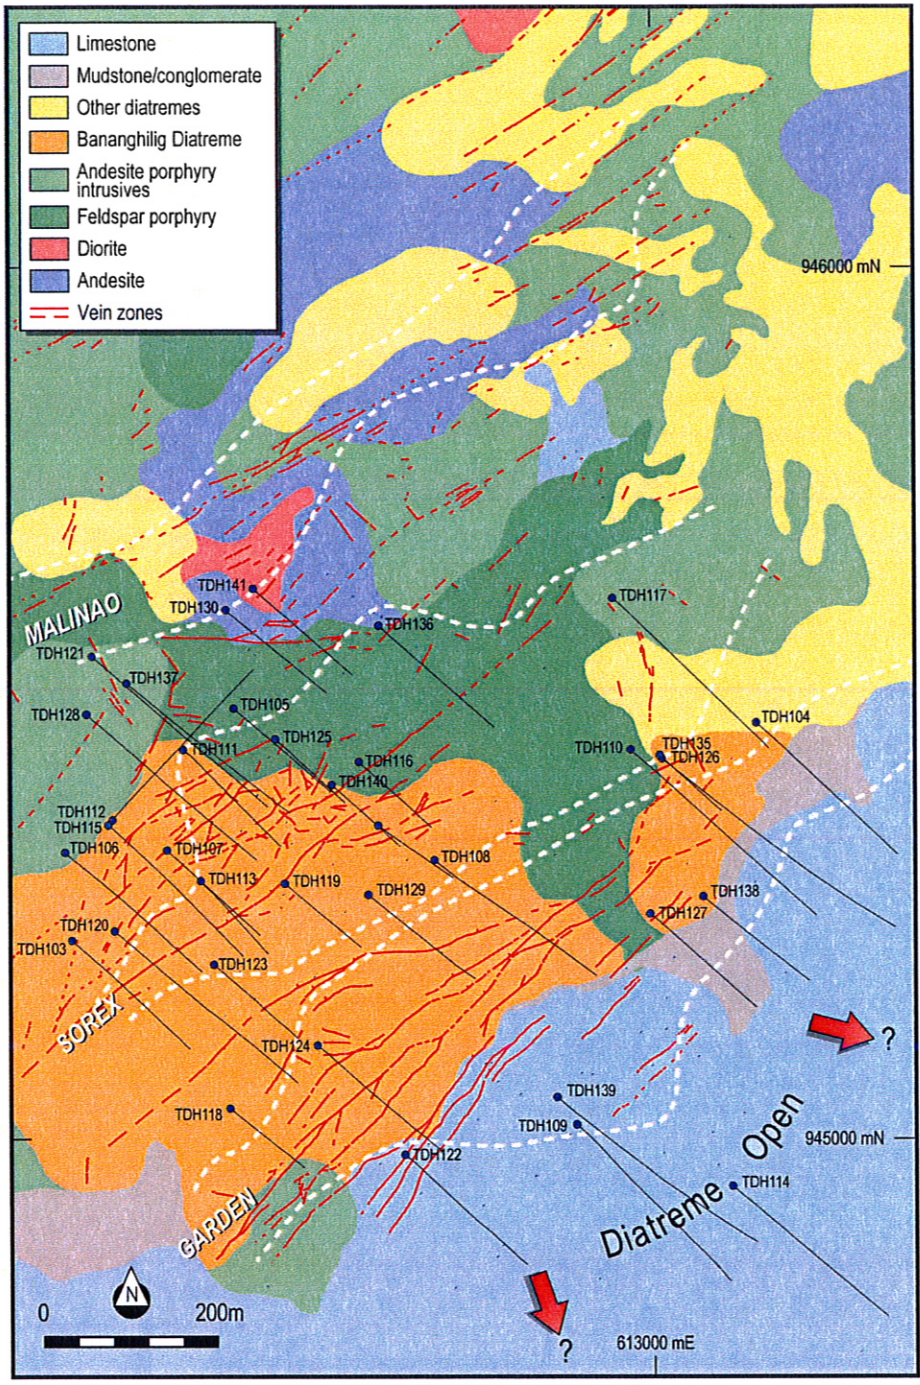 Limestone
Mudstone/conglomerate
Other diatremes
Bananghilig Diatreme
Andesite porphyry
intrusives
Feldspar porphyry
Diorite
Andesite
Vein zones
946000 mN
TDH141
TDH130
TDH117
MALINAO
TDH136
TDH121
TDH137
TDH128
TDH105
TDH104
TDH125
TDH111
TDH110
TDH135
TDH126
TDH116
TDH140
TDH112
TDH115
TDH106
TDH107
TDH108
TDH113
TDH119
TDH129
TDH138
TDH127
TDH120
TDH103
TDH123
SOREX
TDH124
?
TDH139
TDH118
TDH109
Diatreme Open
945000 mN
TDH122
TDH114
GARDEN
N
0 200m
?
613000 mE